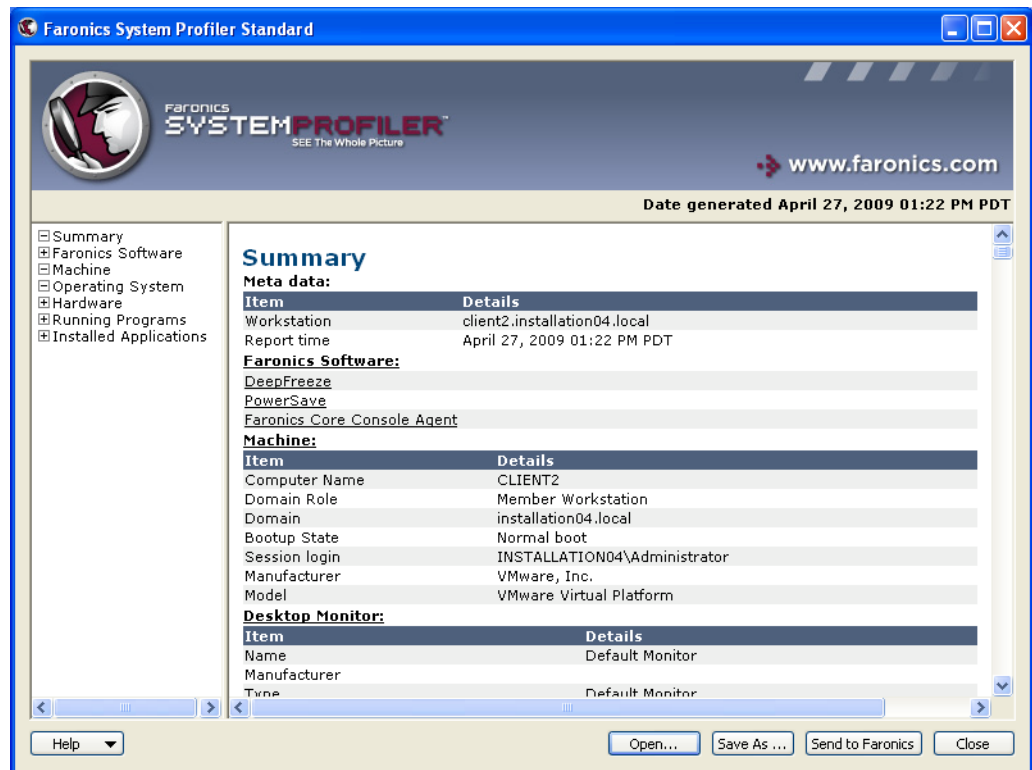 Faronics System Profiler Standard
Faronics
SYSTEMPROFILER™
SEE The Whole Picture
www.faronics.com
Date generated April 27, 2009 01:22 PM PDT
Summary
Faronics Software
Machine
Operating System
Hardware
Running Programs
Installed Applications
Summary
Meta data:
Item Details
Workstation client2.installation04.local
Report time April 27, 2009 01:22 PM PDT
Faronics Software:
DeepFreeze
PowerSave
Faronics Core Console Agent
Machine:
Item Details
Computer Name CLIENT2
Domain Role Member Workstation
Domain installation04.local
Bootup State Normal boot
Session login INSTALLATION04\Administrator
Manufacturer VMware, Inc.
Model VMware Virtual Platform
Desktop Monitor:
Item Details
Name Default Monitor
Manufacturer
Type Default Monitor
Help
Open... Save As ... Send to Faronics Close